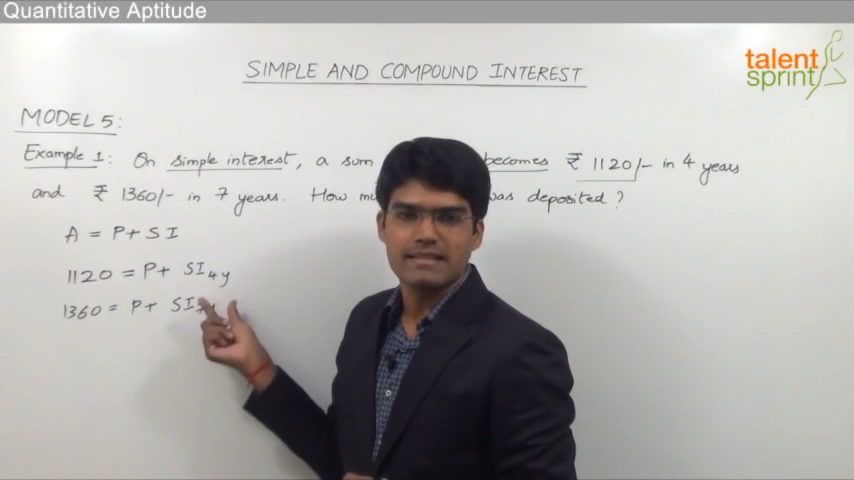 Quantitative Aptitude
SIMPLE AND COMPOUND INTEREST
talent
sprint
MODEL 5:
Example 1: On simple interest, a sum becomes ₹ 1120/- in 4 years
and ₹ 1360/- in 7 years. How was deposited?
A = P + SI
1120 = P + SI4y
1360 = P + SI